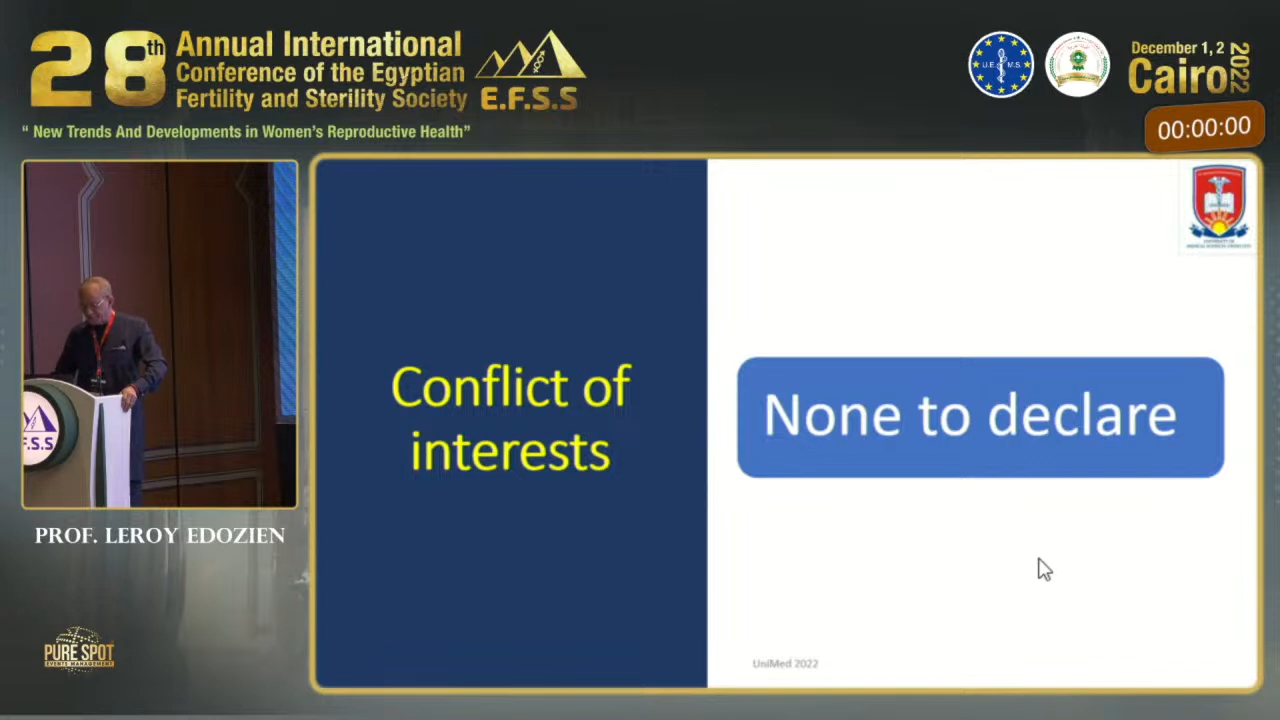 28th
Annual International
Conference of the Egyptian
Fertility and Sterility Society
E.F.S.S
“ New Trends And Developments in Women's Reproductive Health”
U.E.M.S.
December 1, 2
2022
Cairo
00:00:00
Conflict of
interests
None to declare
F.S.S
PROF. LEROY EDOZIEN
PURE SPOT
EVENTS MANAGEMENT
UniMed 2022